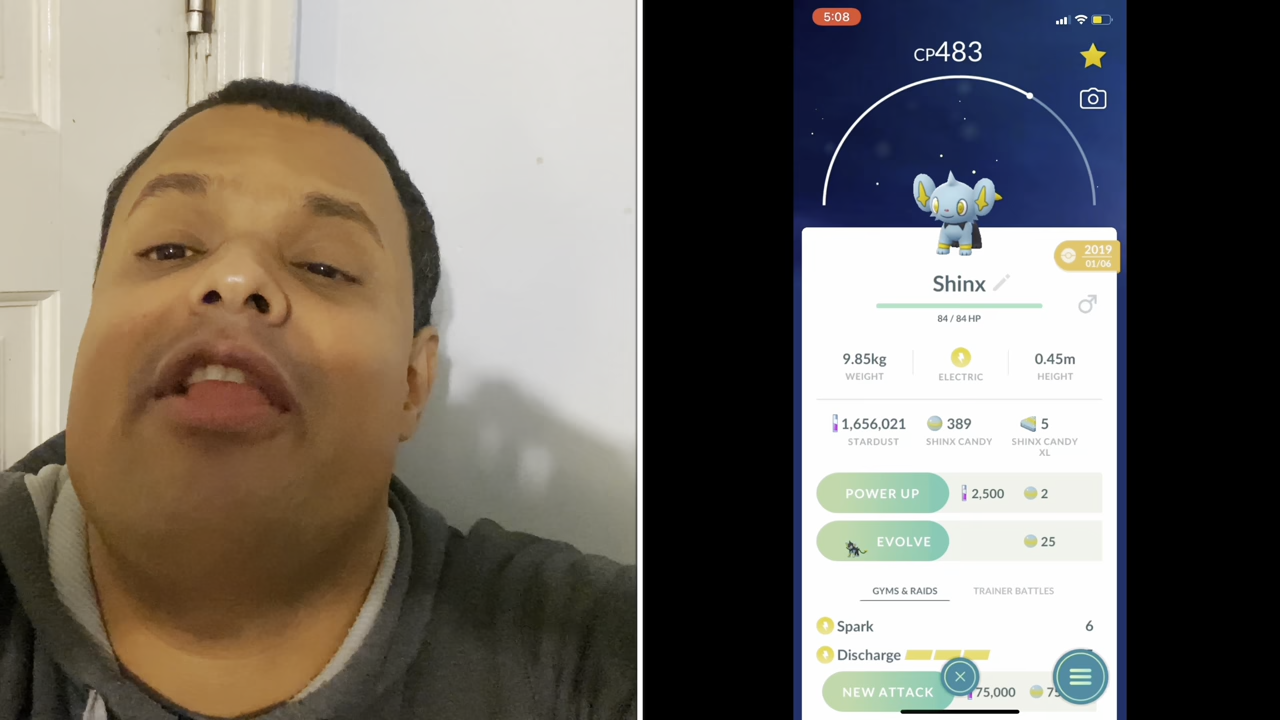 5:08
CP483
2019
01/06
Shinx
84 / 84 HP
9.85kg
WEIGHT
ELECTRIC
0.45m
HEIGHT
1,656,021
STARDUST
389
SHINX CANDY
5
SHINX CANDY
XL
POWER UP
2,500
2
EVOLVE
25
GYMS & RAIDS
TRAINER BATTLES
Spark
6
Discharge
NEW ATTACK
75,000